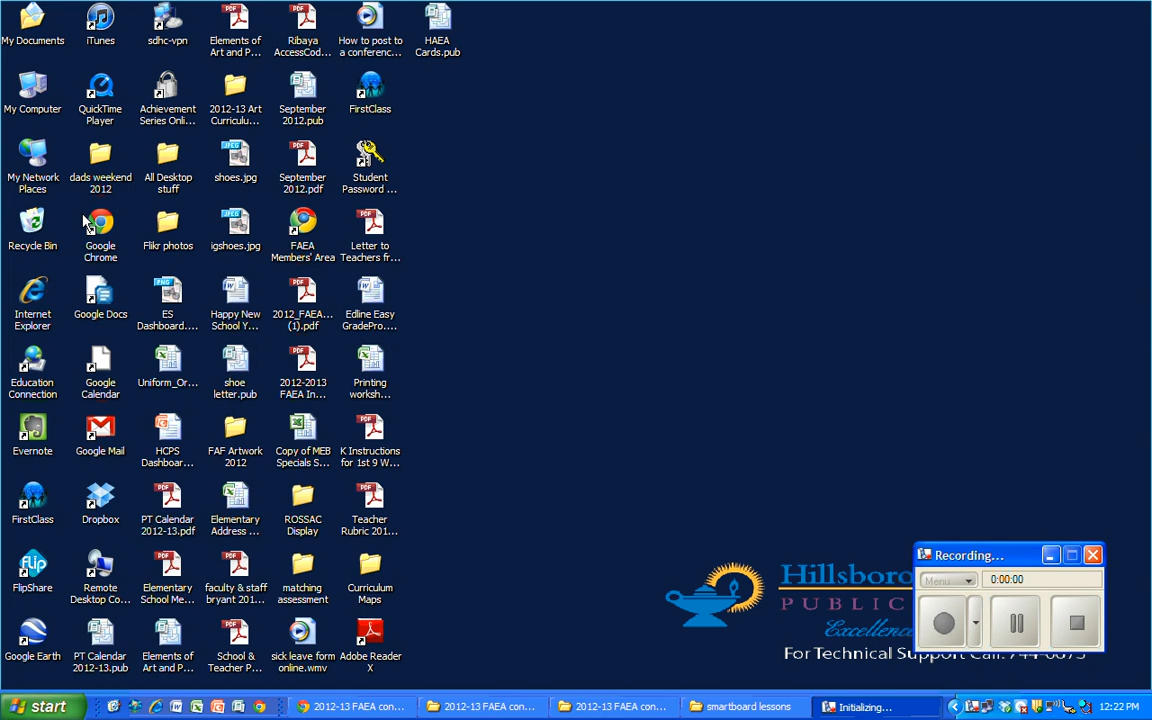 My Documents
iTunes
sdhc-vpn
Elements of
Art and P...
Ribaya
AccessCod...
How to post to
a conferenc...
HAEA
Cards.pub
My Computer
QuickTime
Player
Achievement
Series Onli...
2012-13 Art
Curriculu...
September
2012.pub
FirstClass
My Network
Places
dads weekend
2012
All Desktop
stuff
shoes.jpg
September
2012.pdf
Student
Password ...
Recycle Bin
Google
Chrome
Flikr photos
igshoes.jpg
FAEA
Members' Area
Letter to
Teachers fr...
Internet
Explorer
Google Docs
ES
Dashboard....
Happy New
School Y...
2012_FAEA...
(1).pdf
Edline Easy
GradePro....
Education
Connection
Google
Calendar
Uniform_Or...
shoe
letter.pub
2012-2013
FAEA In...
Printing
worksh...
Evernote
Google Mail
HCPS
Dashboar...
FAF Artwork
2012
Copy of MEB
Specials S...
K Instructions
for 1st 9 W...
FirstClass
Dropbox
PT Calendar
2012-13.pdf
Elementary
Address ...
ROSSAC
Display
Teacher
Rubric 201...
FlipShare
Remote
Desktop Co...
Elementary
School Me...
faculty & staff
bryant 201...
matching
assessment
Curriculum
Maps
Google Earth
PT Calendar
2012-13.pub
Elements of
Art and P...
School &
Teacher P...
sick leave form
online.wmv
Adobe Reader
X
Recording...
Menu
0:00:00
Hillsboro
PUBLIC
Excellence
For Technical Support Call: 744-6673
start
2012-13 FAEA con...
2012-13 FAEA con...
2012-13 FAEA con...
smartboard lessons
Initializing...
12:22 PM